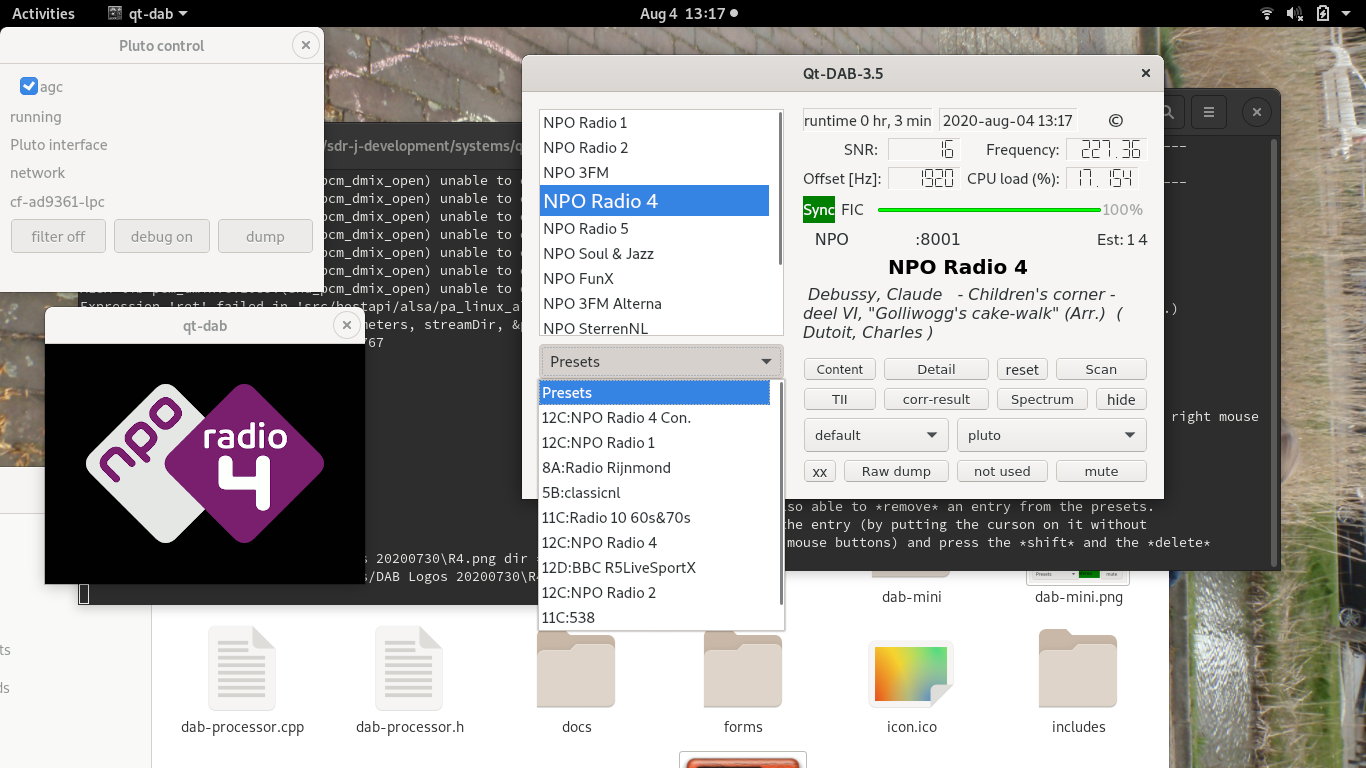 Activities
qt-dab
Aug 4 13:17
Pluto control
agc
running
Pluto interface
network
cf-ad9361-lpc
filter off
debug on
dump
/sdr-j-development/systems/q
pcm_dmix_open) unable to
pcm_dmix_open) unable to
pcm_dmix_open) unable to
pcm_dmix_open) unable to
pcm_dmix_open) unable to
pcm_dmix_open) unable to
Expression 'ret' failed in 'src/hostapi/alsa/pa_linux_al
meters, streamDir, &p
767
qt-dab
npo
radio
4
s 20200730\R4.png dir
s/DAB Logos 20200730\R4
Qt-DAB-3.5
NPO Radio 1
NPO Radio 2
NPO 3FM
NPO Radio 4
NPO Radio 5
NPO Soul & Jazz
NPO FunX
NPO 3FM Alterna
NPO SterrenNL
Presets
Presets
12C:NPO Radio 4 Con.
12C:NPO Radio 1
8A:Radio Rijnmond
5B:classicnl
11C:Radio 10 60s&70s
12C:NPO Radio 4
12D:BBC R5LiveSportX
12C:NPO Radio 2
11C:538
runtime 0 hr, 3 min
2020-aug-04 13:17
©
SNR: 16 Frequency: 227.36
Offset [Hz]: 1920 CPU load (%): 17.154
Sync FIC 100%
NPO :8001 Est: 1 4
NPO Radio 4
Debussy, Claude - Children's corner -
deel VI, "Golliwogg's cake-walk" (Arr.) (
Dutoit, Charles )
Content
Detail
reset
Scan
TII
corr-result
Spectrum
hide
default
pluto
xx
Raw dump
not used
mute
right mouse
so able to *remove* an entry from the presets.
the entry (by putting the curson on it without
mouse buttons) and press the *shift* and the *delete*
dab-mini
dab-mini.png
ts
ds
dab-processor.cpp
dab-processor.h
docs
forms
icon.ico
includes